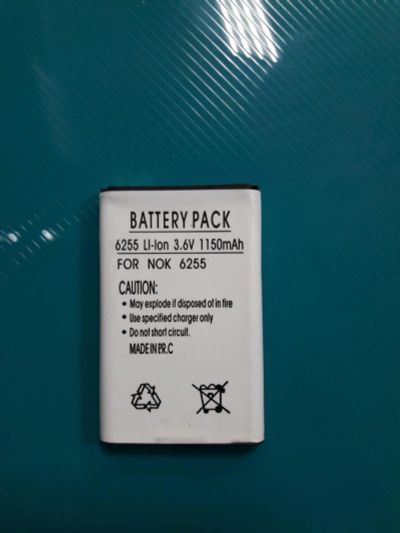 BATTERY PACK
6255 LI-Ion 3.6V 1150mAh
FOR NOK 6255
CAUTION:
• May explode if disposed of in fire
• Use specified charger only
• Do not short circuit.
MADE IN P.R.C